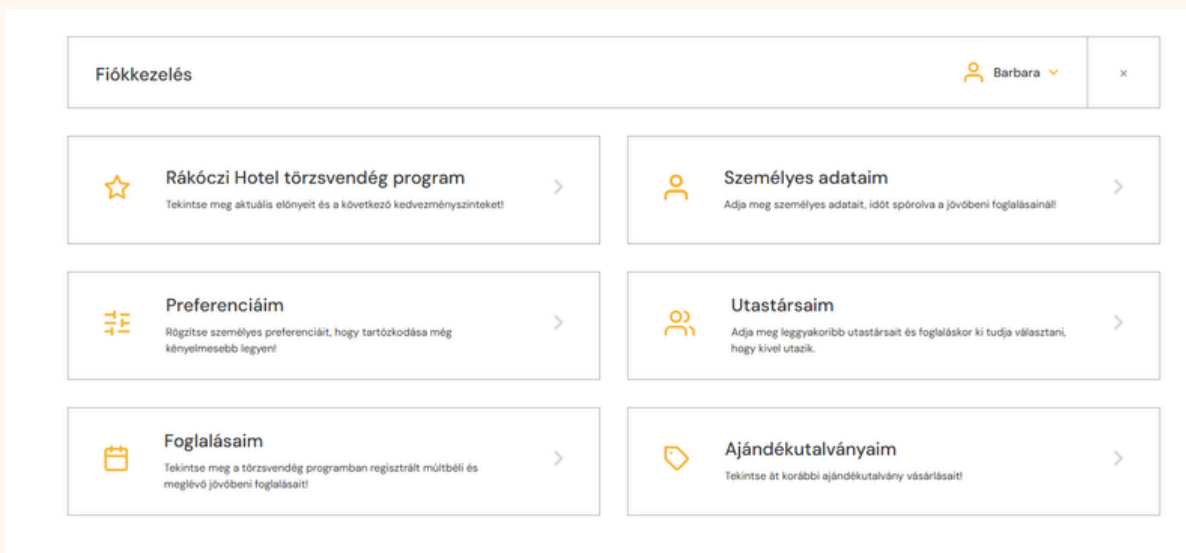 Fiókkezelés
Barbara
Rákóczi Hotel törzsvendég program
Tekintse meg aktuális előnyeit és a következő kedvezményszinteket!
Személyes adataim
Adja meg személyes adatait, időt spórolva a jövőbeni foglalásainál!
Preferenciáim
Rögzítse személyes preferenciáit, hogy tartózkodása még
kényelmesebb legyen!
Utastársaim
Adja meg leggyakoribb utastársait és foglaláskor ki tudja választani,
hogy kivel utazik.
Foglalásaim
Tekintse meg a törzsvendég programban regisztrált múltbéli és
meglévő jövőbeni foglalásait!
Ajándékutalványaim
Tekintse át korábbi ajándékutalvány vásárlásait!